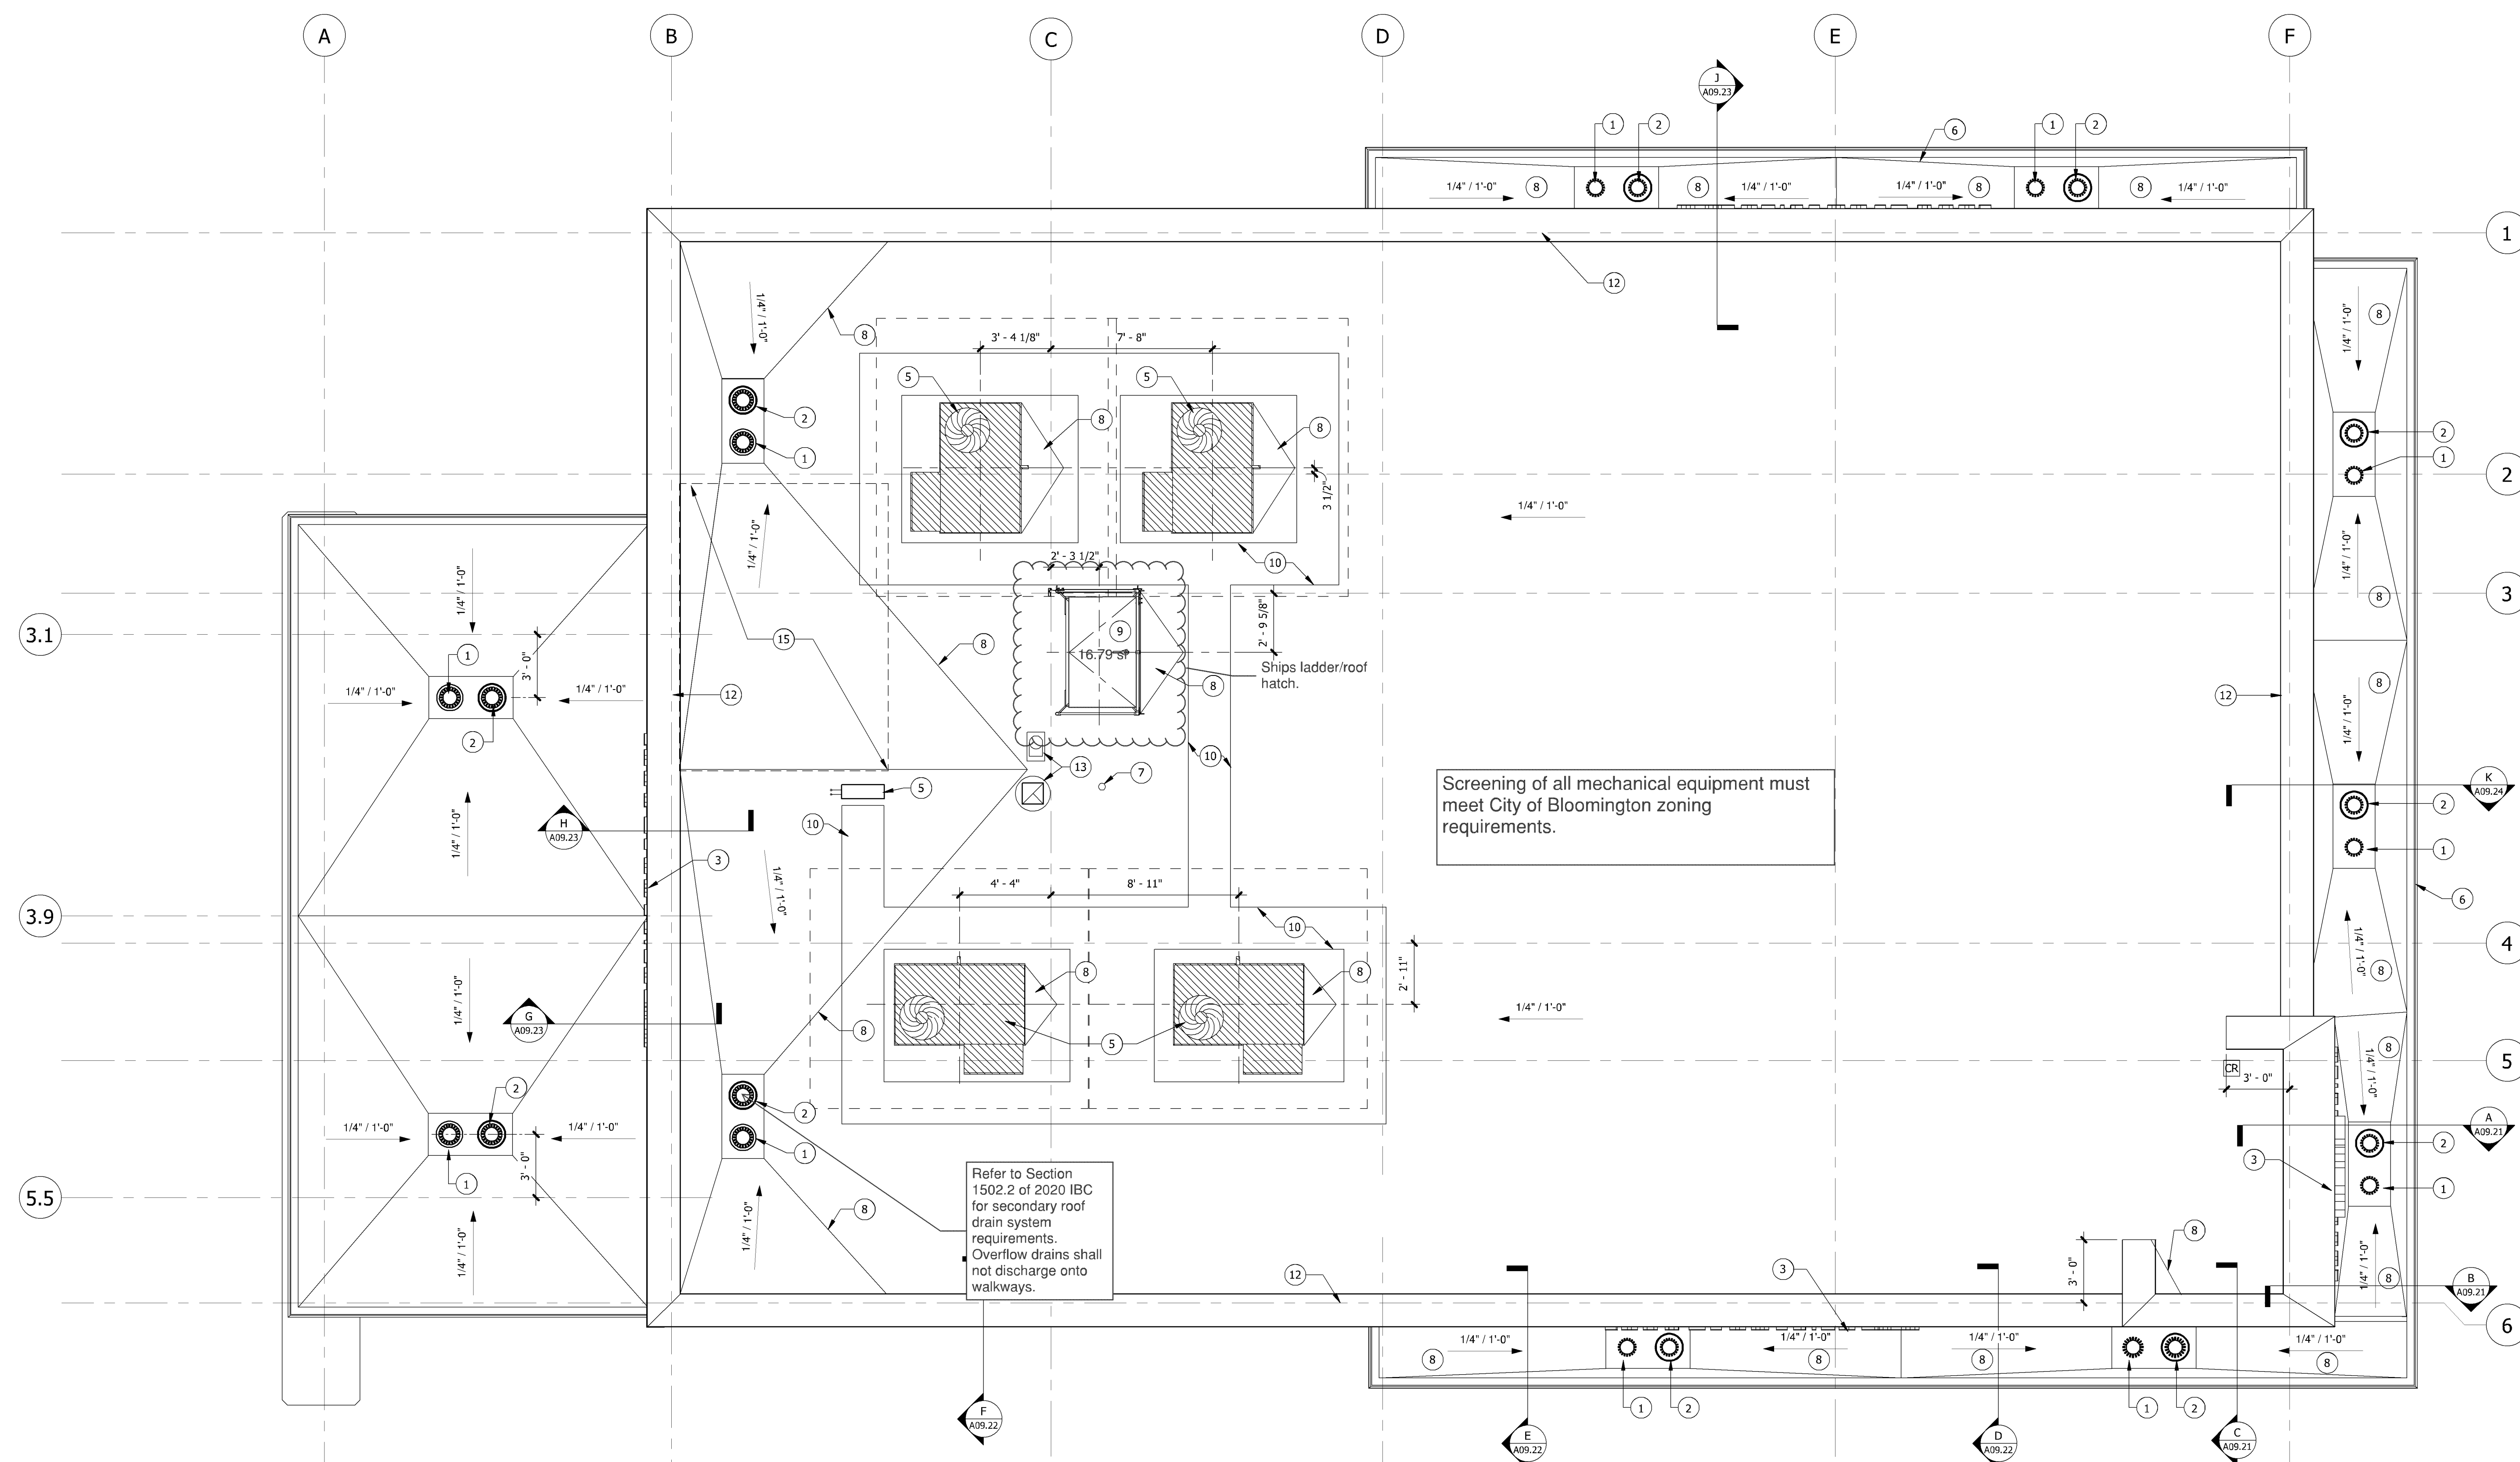 A B C D E F
J
A09.23
1 2 6 1 2
1/4" / 1'-0" 8 8 1/4" / 1'-0" 1/4" / 1'-0" 8 8 1/4" / 1'-0"
1
12
1/4" / 1'-0" 8 3' - 4 1/8" 7' - 8" 1/4" / 1'-0" 8
5 5
2 8 8 2
1 1
2
3 1/2"
1/4" / 1'-0" 1/4" / 1'-0"
1/4" / 1'-0"
2' - 3 1/2" 10
1/4" / 1'-0" 8
3
3.1
2' - 9 5/8"
15 8 9
1 3' - 0" 16.79 sf
Ships ladder/roof
hatch.
1/4" / 1'-0" 1/4" / 1'-0" 12 8 12 8
1/4" / 1'-0"
2
10
13 7
5
Screening of all mechanical equipment must
meet City of Bloomington zoning
requirements.
K
A09.24
2
H
A09.23
10
1/4" / 1'-0"
3 1
1/4" / 1'-0" 4' - 4" 8' - 11" 6
3.9
10
4
2' - 11" 1/4" / 1'-0" 8
8 8
1/4" / 1'-0"
G
A09.23
8 5 1/4" / 1'-0" 8
1/4" / 1'-0"
5
CR
3' - 0"
2 2 A
A09.21
1/4" / 1'-0" 1/4" / 1'-0" 1 3 2
1 3' - 0" 1
5.5
Refer to Section
1502.2 of 2020 IBC
for secondary roof
drain system
requirements.
Overflow drains shall
not discharge onto
walkways.
1/4" / 1'-0" 1/4" / 1'-0" 8 8
12 3 3' - 0" 1/4" / 1'-0" 8
B
A09.21
6
1/4" / 1'-0" 1/4" / 1'-0" 1/4" / 1'-0" 1/4" / 1'-0"
8 8 8 8
1 2 1 2
F
A09.22
E
A09.22
D
A09.22
C
A09.21